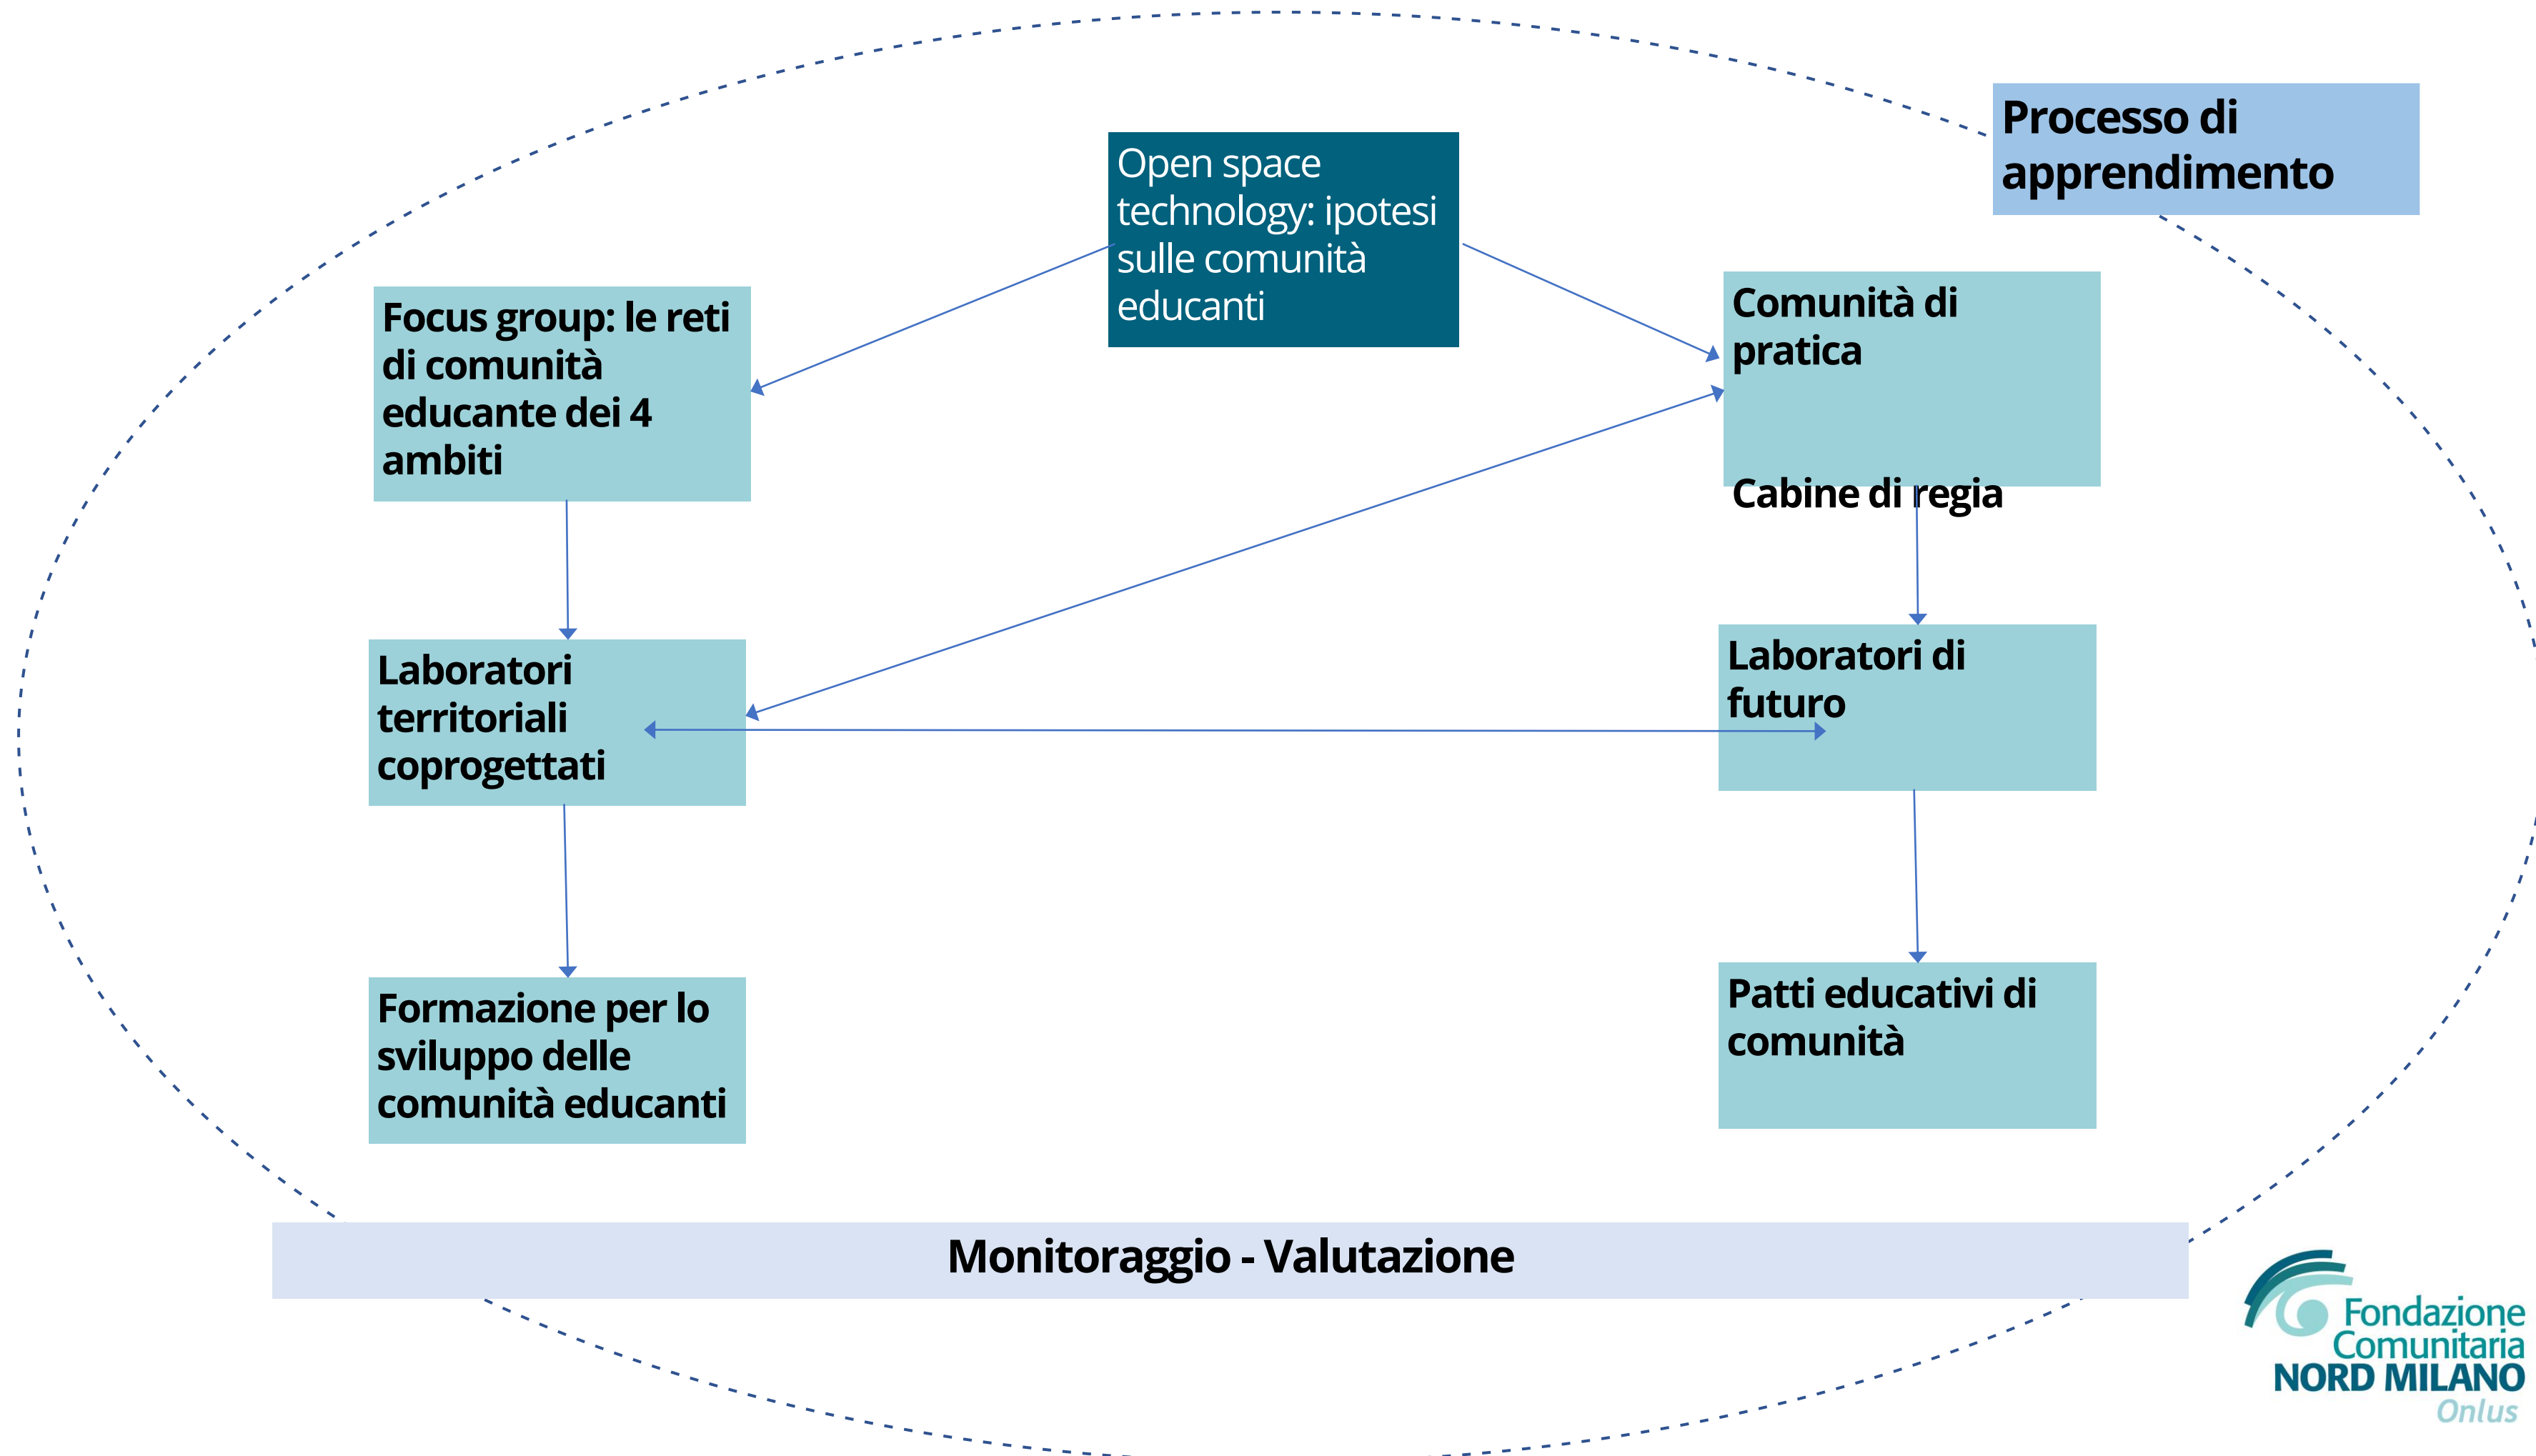 Processo di
apprendimento
Open space
technology: ipotesi
sulle comunità
educanti
Focus group: le reti
di comunità
educante dei 4
ambiti
Comunità di
pratica
Cabine di regia
Laboratori
territoriali
coprogettati
Laboratori di
futuro
Formazione per lo
sviluppo delle
comunità educanti
Patti educativi di
comunità
Monitoraggio - Valutazione
Fondazione
Comunitaria
NORD MILANO
Onlus